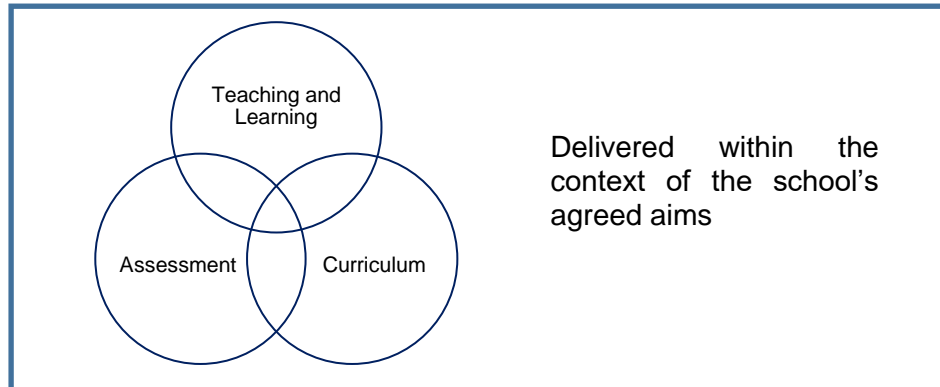 Teaching and
Learning
Assessment
Curriculum
Delivered within the
context of the school's
agreed aims